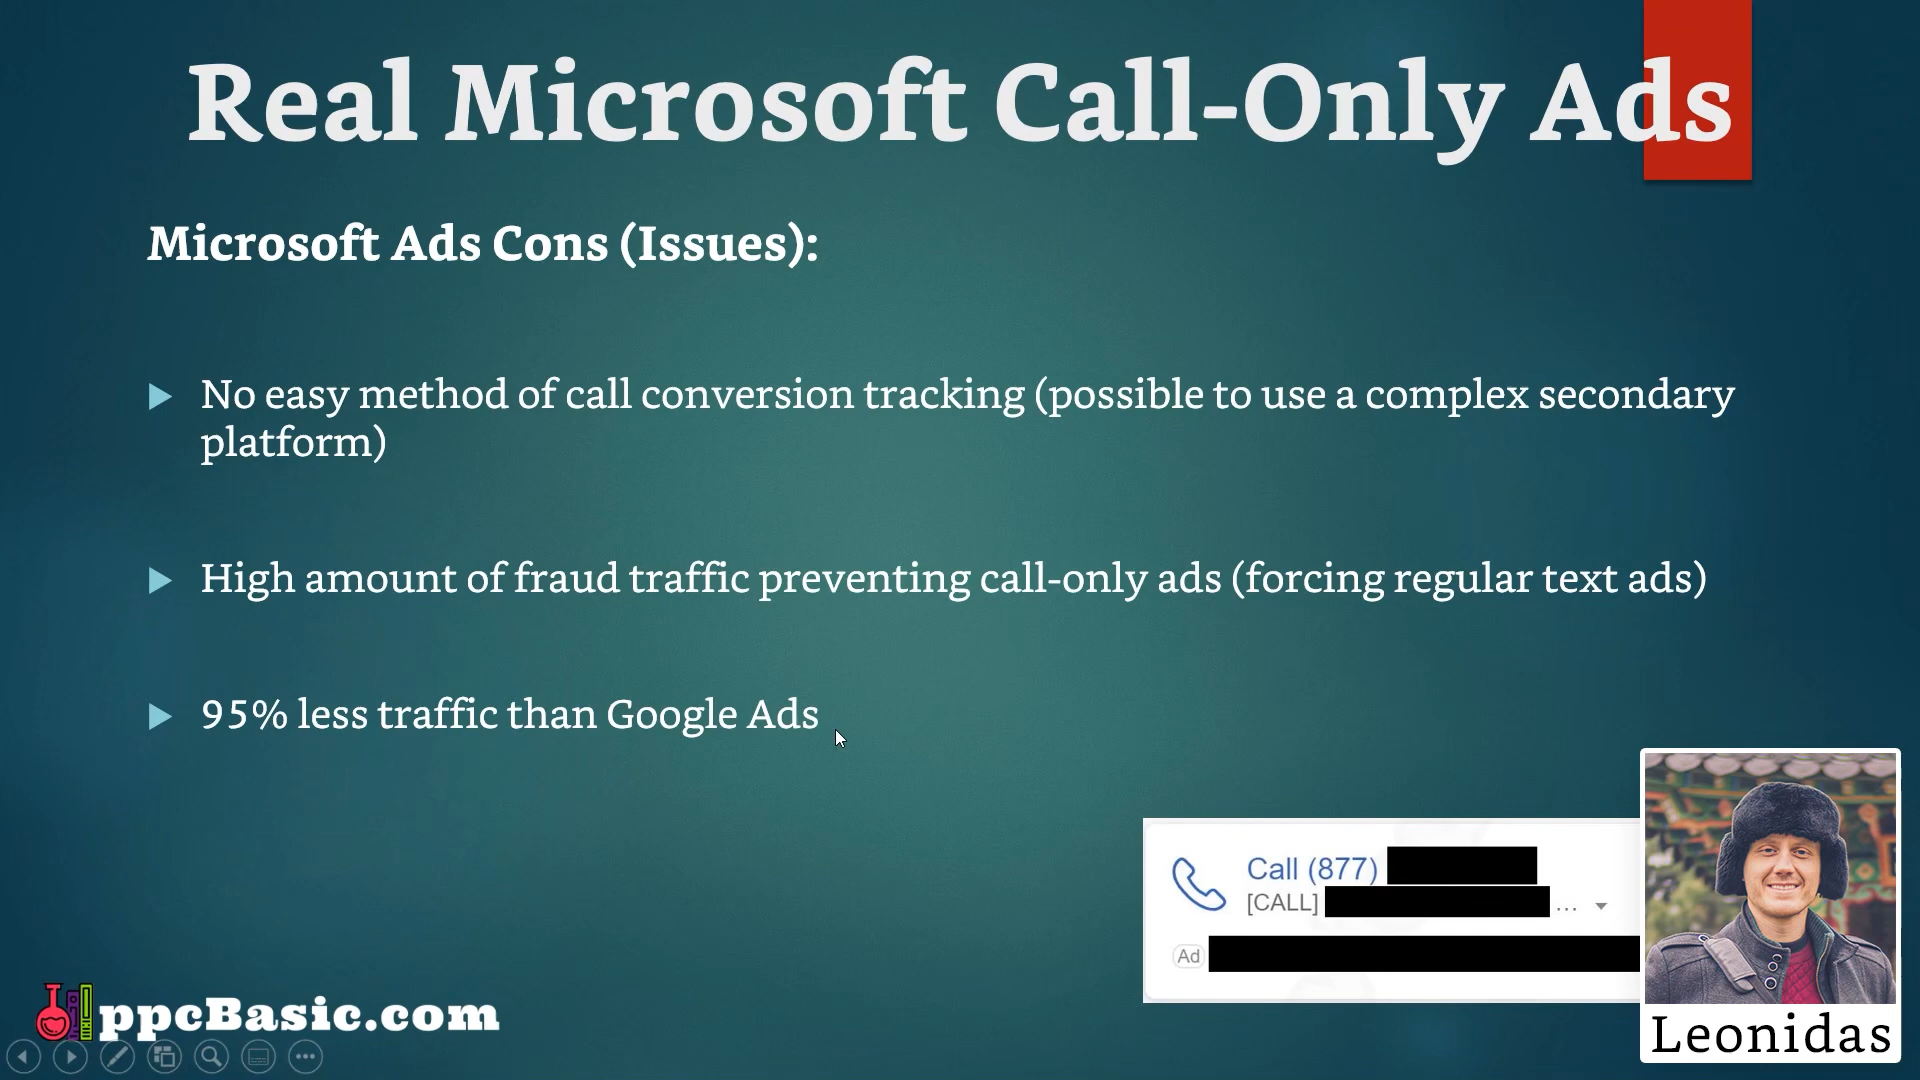 Real Microsoft Call-Only Ads
Microsoft Ads Cons (Issues):
No easy method of call conversion tracking (possible to use a complex secondary
platform)
High amount of fraud traffic preventing call-only ads (forcing regular text ads)
95% less traffic than Google Ads
Call (877)
[CALL] ...
Ad
ppcBasic.com
Leonidas